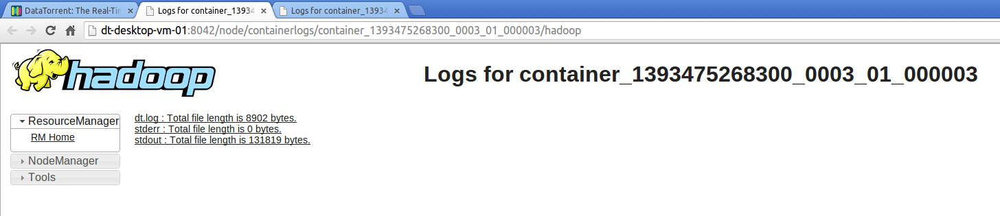 DataTorrent: The Real-Tim
Logs for container_13934
Logs for container_13934
dt-desktop-vm-01:8042/node/containerlogs/container_1393475268300_0003_01_000003/hadoop
hadoop
Logs for container_1393475268300_0003_01_000003
ResourceManager
RM Home
NodeManager
Tools
dt.log : Total file length is 8902 bytes.
stderr : Total file length is 0 bytes.
stdout : Total file length is 131819 bytes.